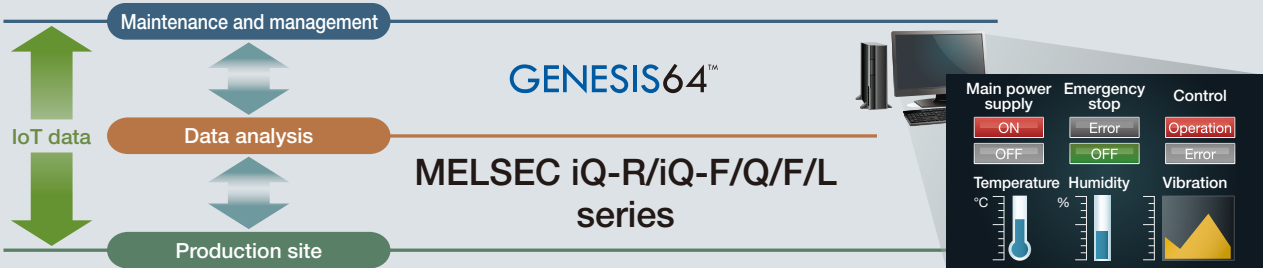 Maintenance and management
GENESIS64™
IoT data
Data analysis
MELSEC iQ-R/iQ-F/Q/F/L
series
Production site
Main power
supply
Emergency
stop
Control
ON
Error
Operation
OFF
OFF
Error
Temperature
Humidity
Vibration
°C
%